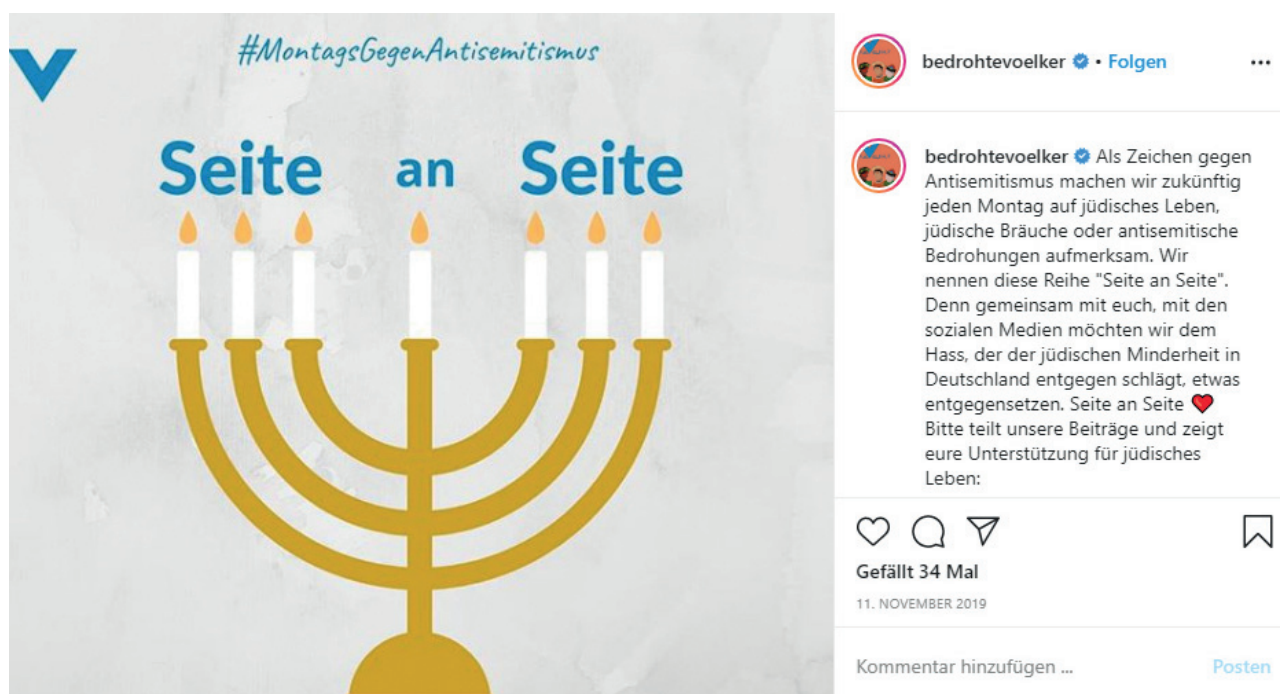 #MontagsGegenAntisemitismus
Seite an Seite
bedrohtevoelker • Folgen
bedrohtevoelker Als Zeichen gegen
Antisemitismus machen wir zukünftig
jeden Montag auf jüdisches Leben,
jüdische Bräuche oder antisemitische
Bedrohungen aufmerksam. Wir
nennen diese Reihe "Seite an Seite".
Denn gemeinsam mit euch, mit den
sozialen Medien möchten wir dem
Hass, der der jüdischen Minderheit in
Deutschland entgegen schlägt, etwas
entgegensetzen. Seite an Seite ❤️
Bitte teilt unsere Beiträge und zeigt
eure Unterstützung für jüdisches
Leben:
Gefällt 34 Mal
11. NOVEMBER 2019
Kommentar hinzufügen ... Posten